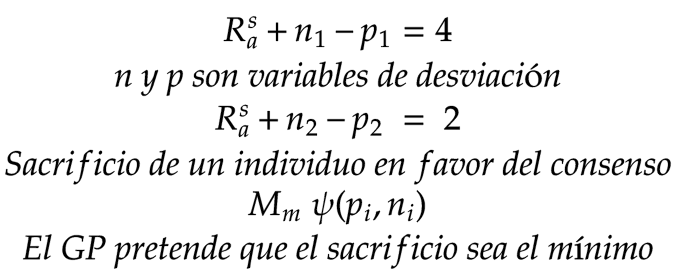 R_a^s + n_1 − p_1 = 4
n y p son variables de desviación
R_a^s + n_2 − p_2 = 2
Sacrificio de un individuo en favor del consenso
M_m ψ(p_i, n_i)
El GP pretende que el sacrificio sea el mínimo